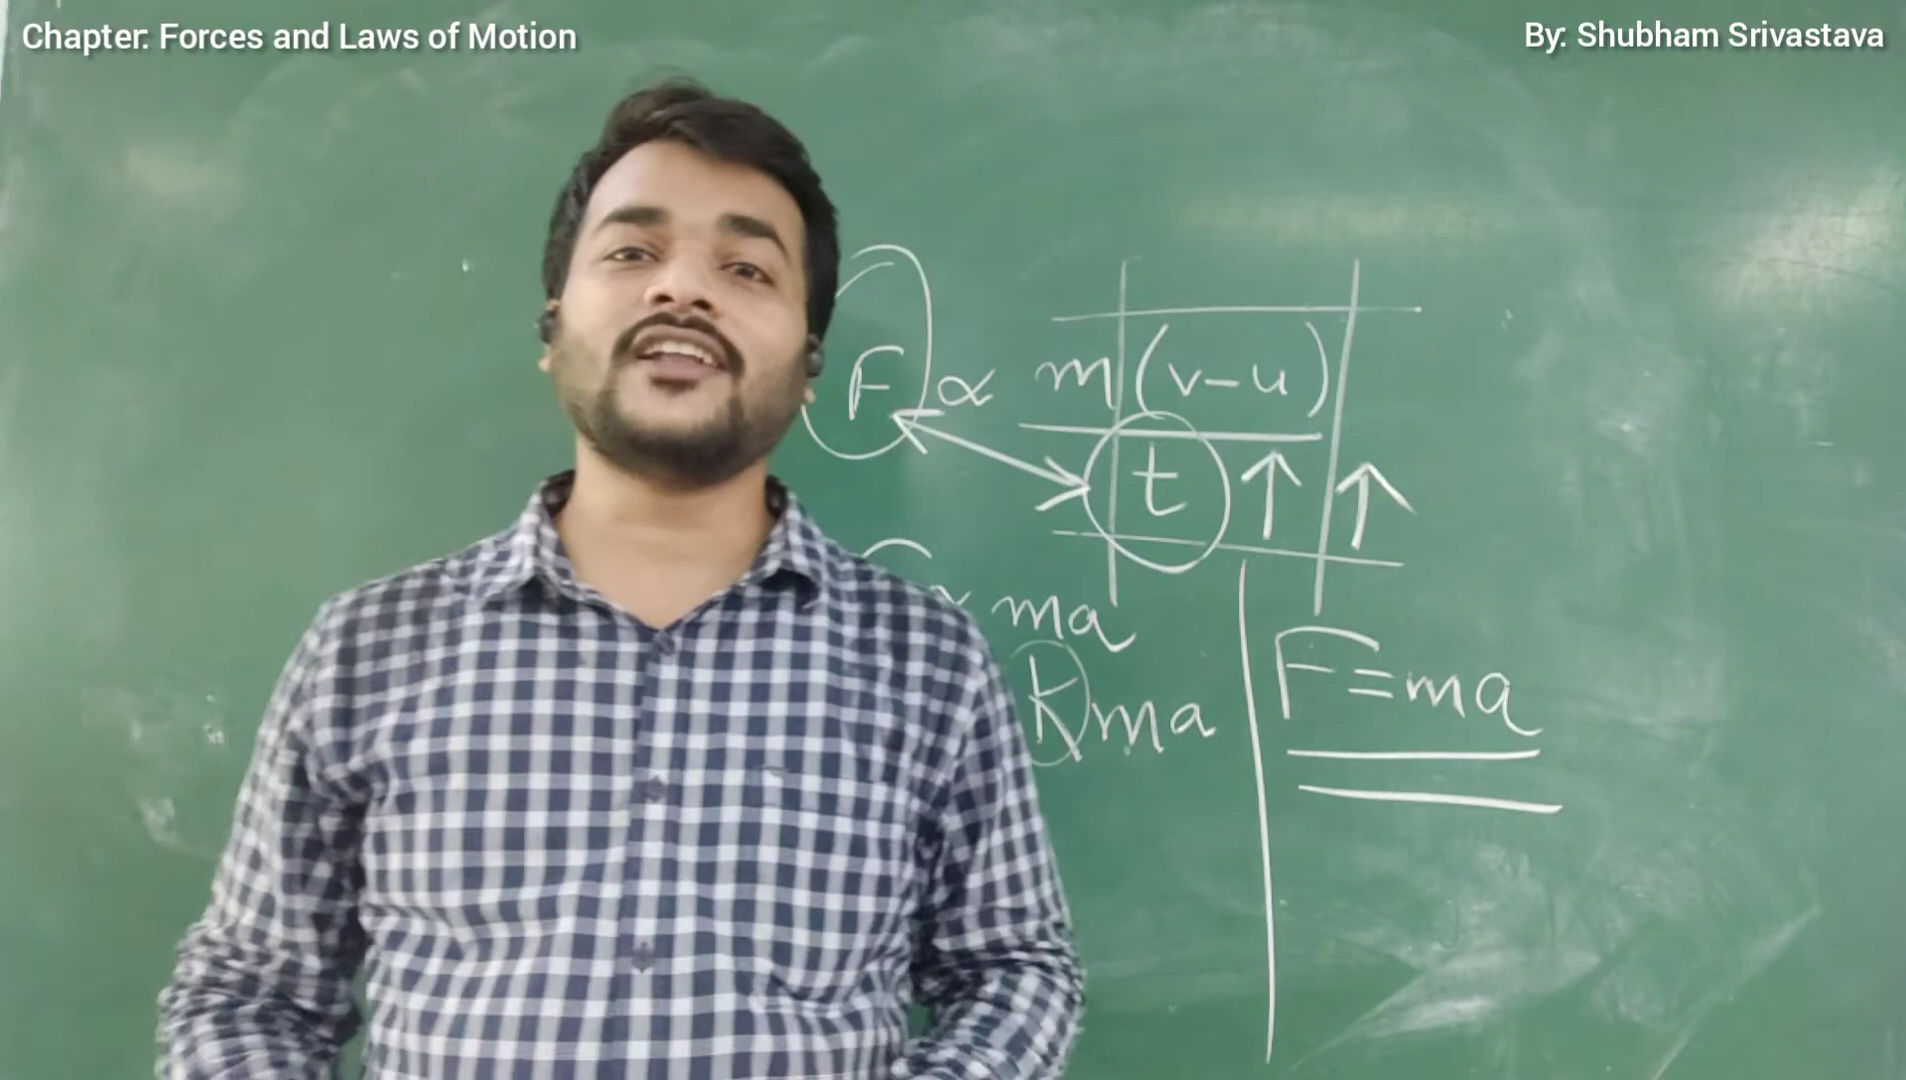 Chapter: Forces and Laws of Motion
By: Shubham Srivastava
F ∝ m(v-u)
t ↑ ↑
∝ ma
Kma
F=ma